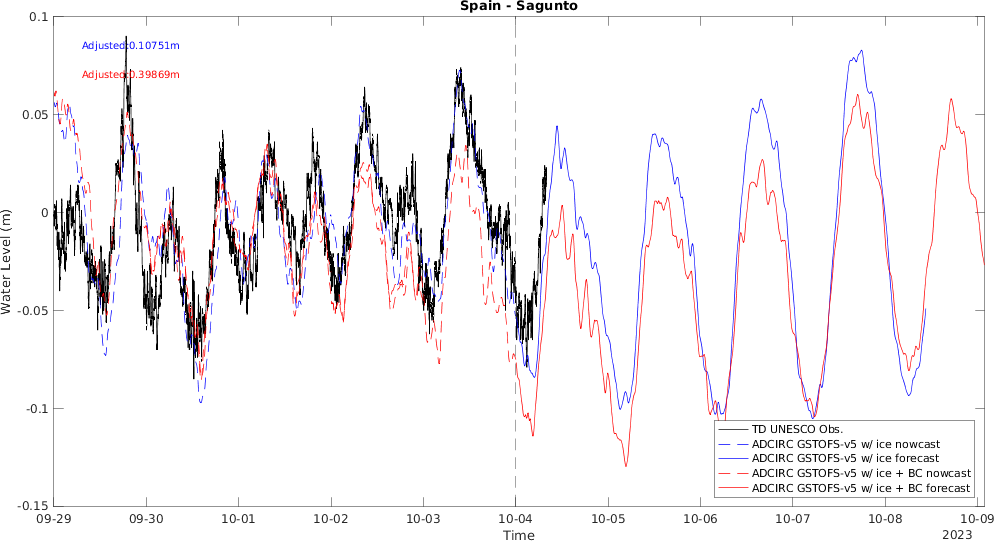 Spain - Sagunto
Adjusted:0.10751m
Adjusted:0.39869m
Water Level (m)
0.1
0.05
0
-0.05
-0.1
-0.15
TD UNESCO Obs.
ADCIRC GSTOFS-v5 w/ ice nowcast
ADCIRC GSTOFS-v5 w/ ice forecast
ADCIRC GSTOFS-v5 w/ ice + BC nowcast
ADCIRC GSTOFS-v5 w/ ice + BC forecast
09-29 09-30 10-01 10-02 10-03 10-04 10-05 10-06 10-07 10-08 10-09
Time
2023